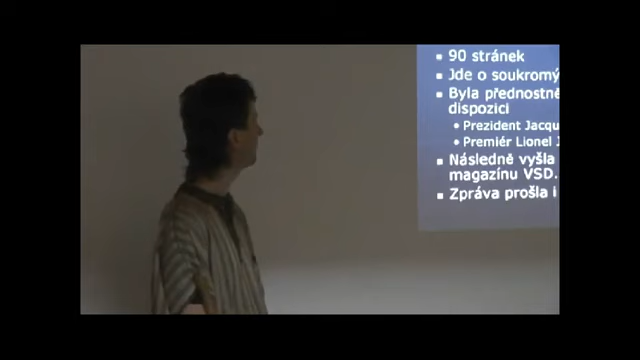 90 stránek
Jde o soukromý
Byla přednostně
dispozici
Prezident Jacqu
Premiér Lionel
Následně vyšla
magazínu VSD.
Zpráva prošla i